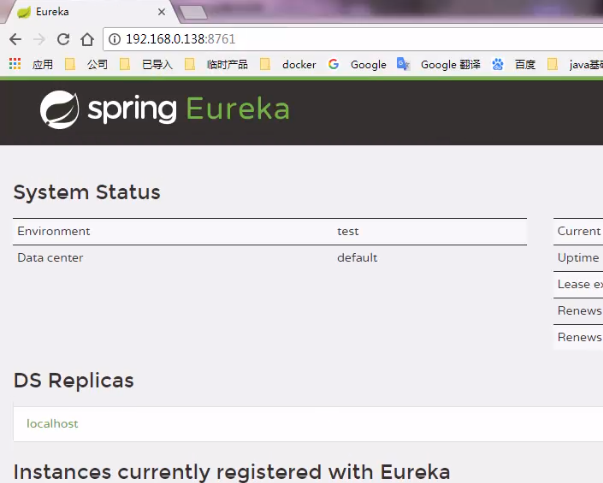 Eureka
192.168.0.138:8761
应用 公司 已导入 临时产品 docker Google Google 翻译 百度 java基础
spring Eureka
System Status
Environment test
Data center default
Current
Uptime
Lease ex
Renews
Renews
DS Replicas
localhost
Instances currently registered with Eureka